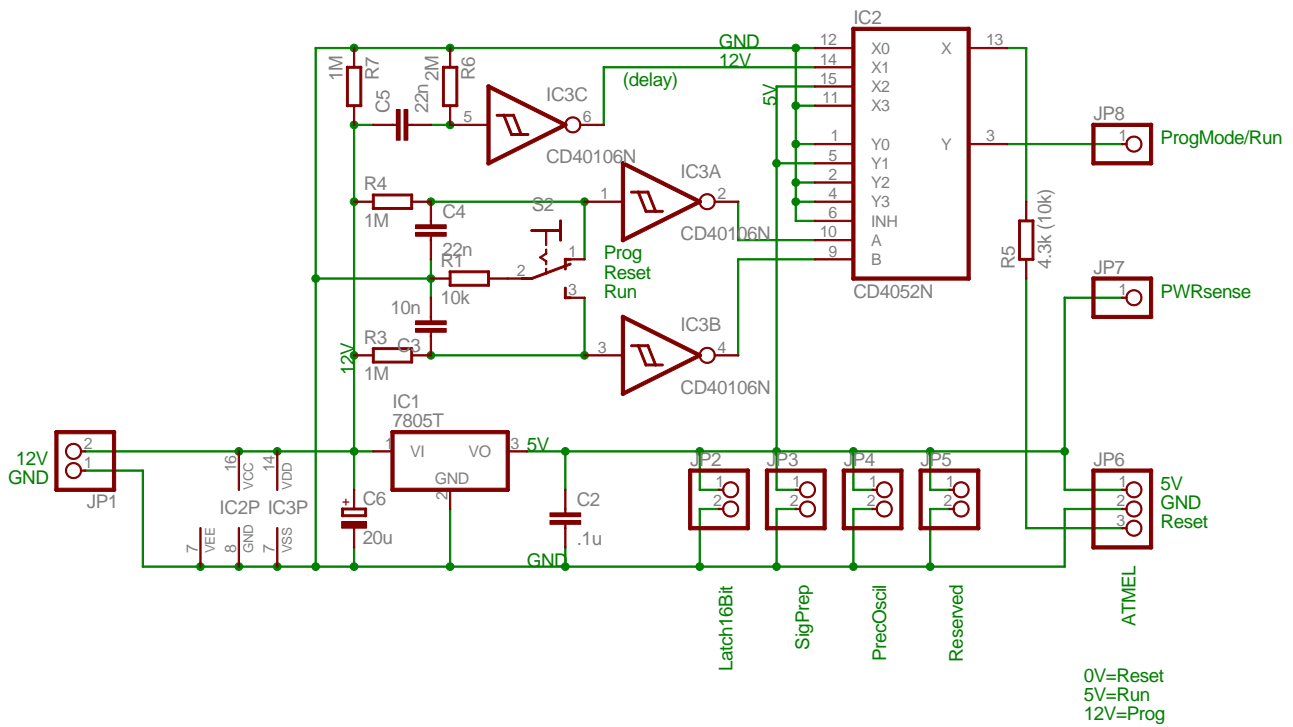 IC2
GND
12V
(delay)
5V
12
14
15
11
1
5
2
4
6
10
9
X0
X1
X2
X3
Y0
Y1
Y2
Y3
INH
A
B
X
Y
13
3
CD4052N
1M
R7
2M
R6
C5
22n
5
IC3C
6
CD40106N
R4
1M
C4
22n
S2
1
IC3A
2
CD40106N
R1
10k
2
1
3
Prog
Reset
Run
10n
C3
R3
1M
12V
3
IC3B
4
CD40106N
JP8
1
ProgMode/Run
R5
4.3k (10k)
JP7
1
PWRsense
IC1
7805T
1
VI
VO
3
5V
GND
2
12V
GND
2
1
JP1
16
VCC
14
VDD
IC2P
IC3P
7
VEE
8
GND
7
VSS
+
C6
20u
C2
.1u
GND
JP2
1
2
JP3
1
2
JP4
1
2
JP5
1
2
JP6
1
2
3
5V
GND
Reset
Latch16Bit
SigPrep
PrecOscil
Reserved
ATMEL
0V=Reset
5V=Run
12V=Prog